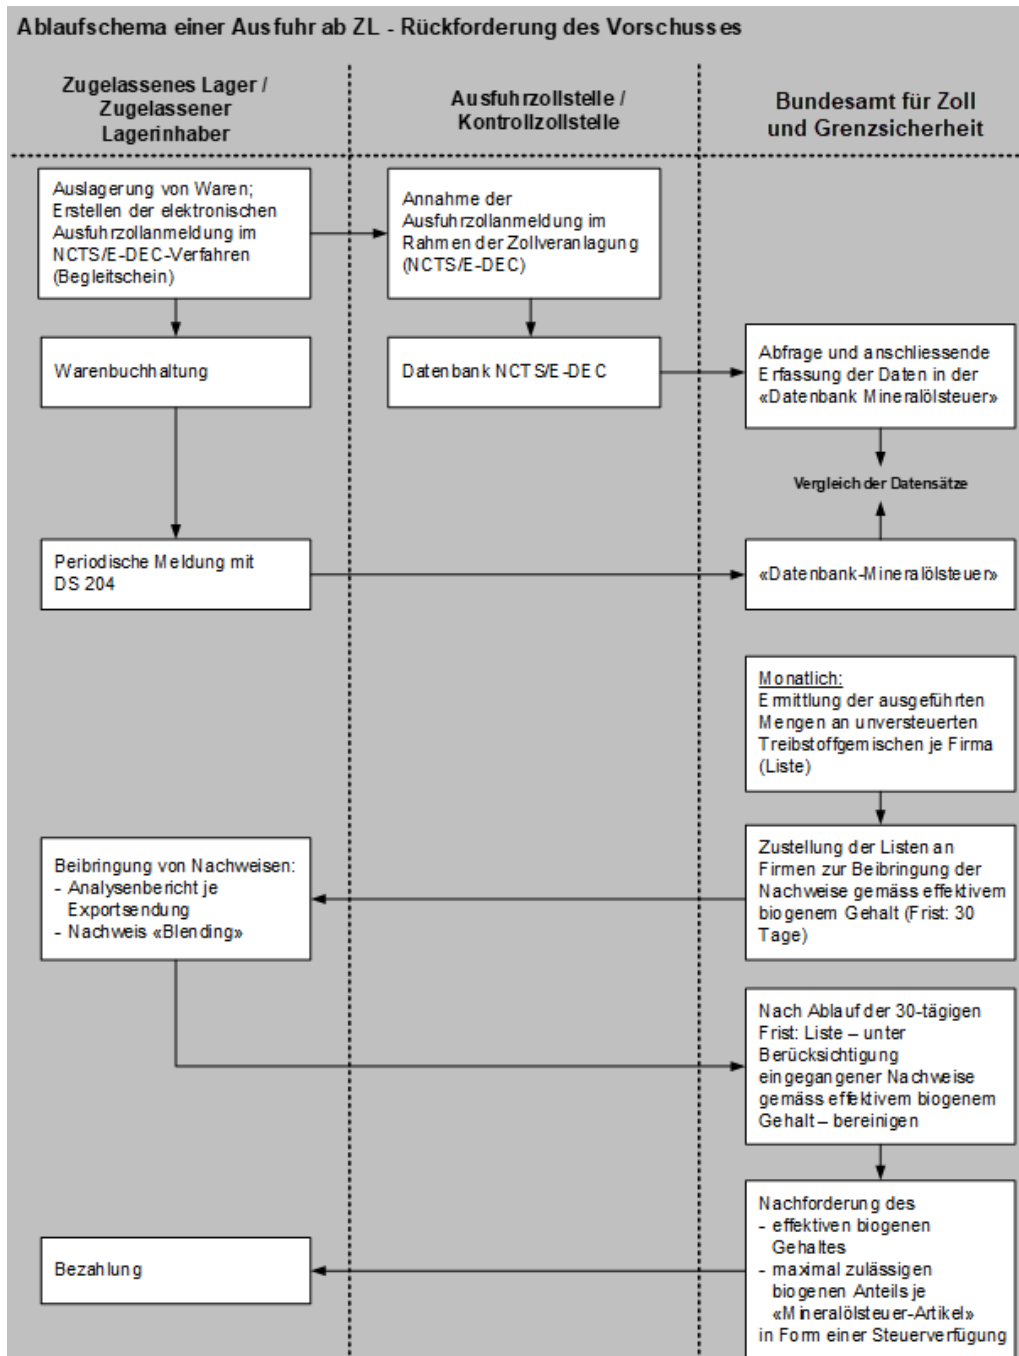 Ablaufschema einer Ausfuhr ab ZL - Rückforderung des Vorschusses
Zugelassenes Lager /
Zugelassener
Lagerinhaber
Ausfuhrzollstelle /
Kontrollzollstelle
Bundesamt für Zoll
und Grenzsicherheit
Auslagerung von Waren;
Erstellen der elektronischen
Ausfuhrzollanmeldung im
NCTS/E-DEC-Verfahren
(Begleitschein)
Annahme der
Ausfuhrzollanmeldung im
Rahmen der Zollveranlagung
(NCTS/E-DEC)
Warenbuchhaltung
Datenbank NCTS/E-DEC
Abfrage und anschliessende
Erfassung der Daten in der
«Datenbank Mineralölsteuer»
Vergleich der Datensätze
Periodische Meldung mit
DS 204
«Datenbank-Mineralölsteuer»
Monatlich:
Ermittlung der ausgeführten
Mengen an unversteuerten
Treibstoffgemischen je Firma
(Liste)
Zustellung der Listen an
Firmen zur Beibringung der
Nachweise gemäss effektivem
biogenem Gehalt (Frist: 30
Tage)
Beibringung von Nachweisen:
- Analysenbericht je
Exportsendung
- Nachweis «Blending»
Nach Ablauf der 30-tägigen
Frist: Liste – unter
Berücksichtigung
eingegangener Nachweise
gemäss effektivem biogenem
Gehalt – bereinigen
Nachforderung des
- effektiven biogenen
Gehaltes
- maximal zulässigen
biogenen Anteils je
«Mineralölsteuer-Artikel»
in Form einer Steuerverfügung
Bezahlung